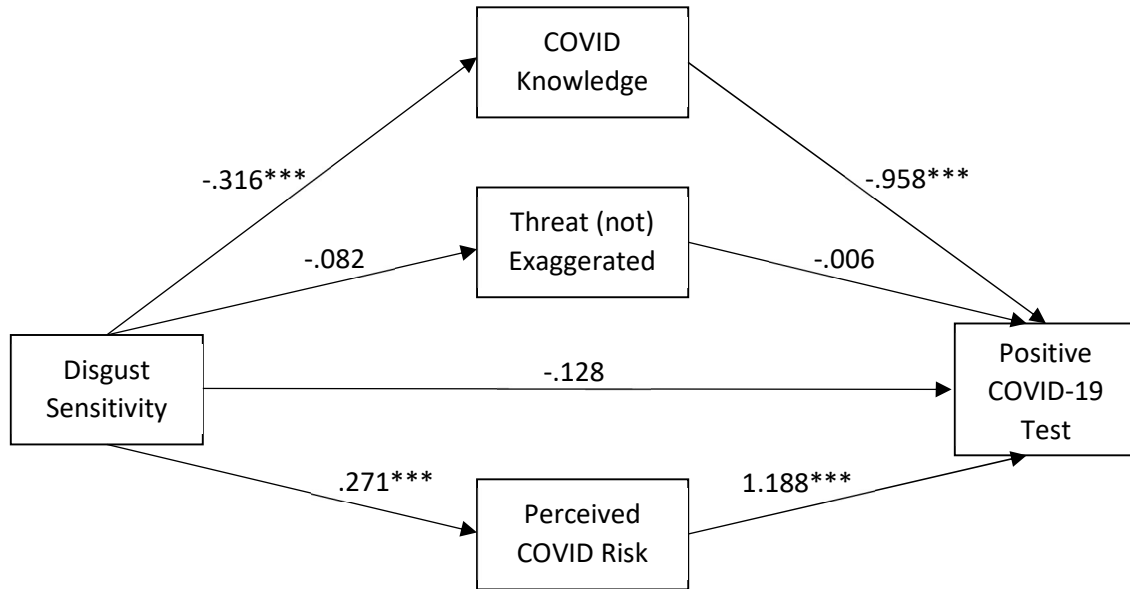 COVID
Knowledge
-.316***
-.958***
Threat (not)
Exaggerated
-.082
-.006
Disgust
Sensitivity
-.128
Positive
COVID-19
Test
.271***
1.188***
Perceived
COVID Risk